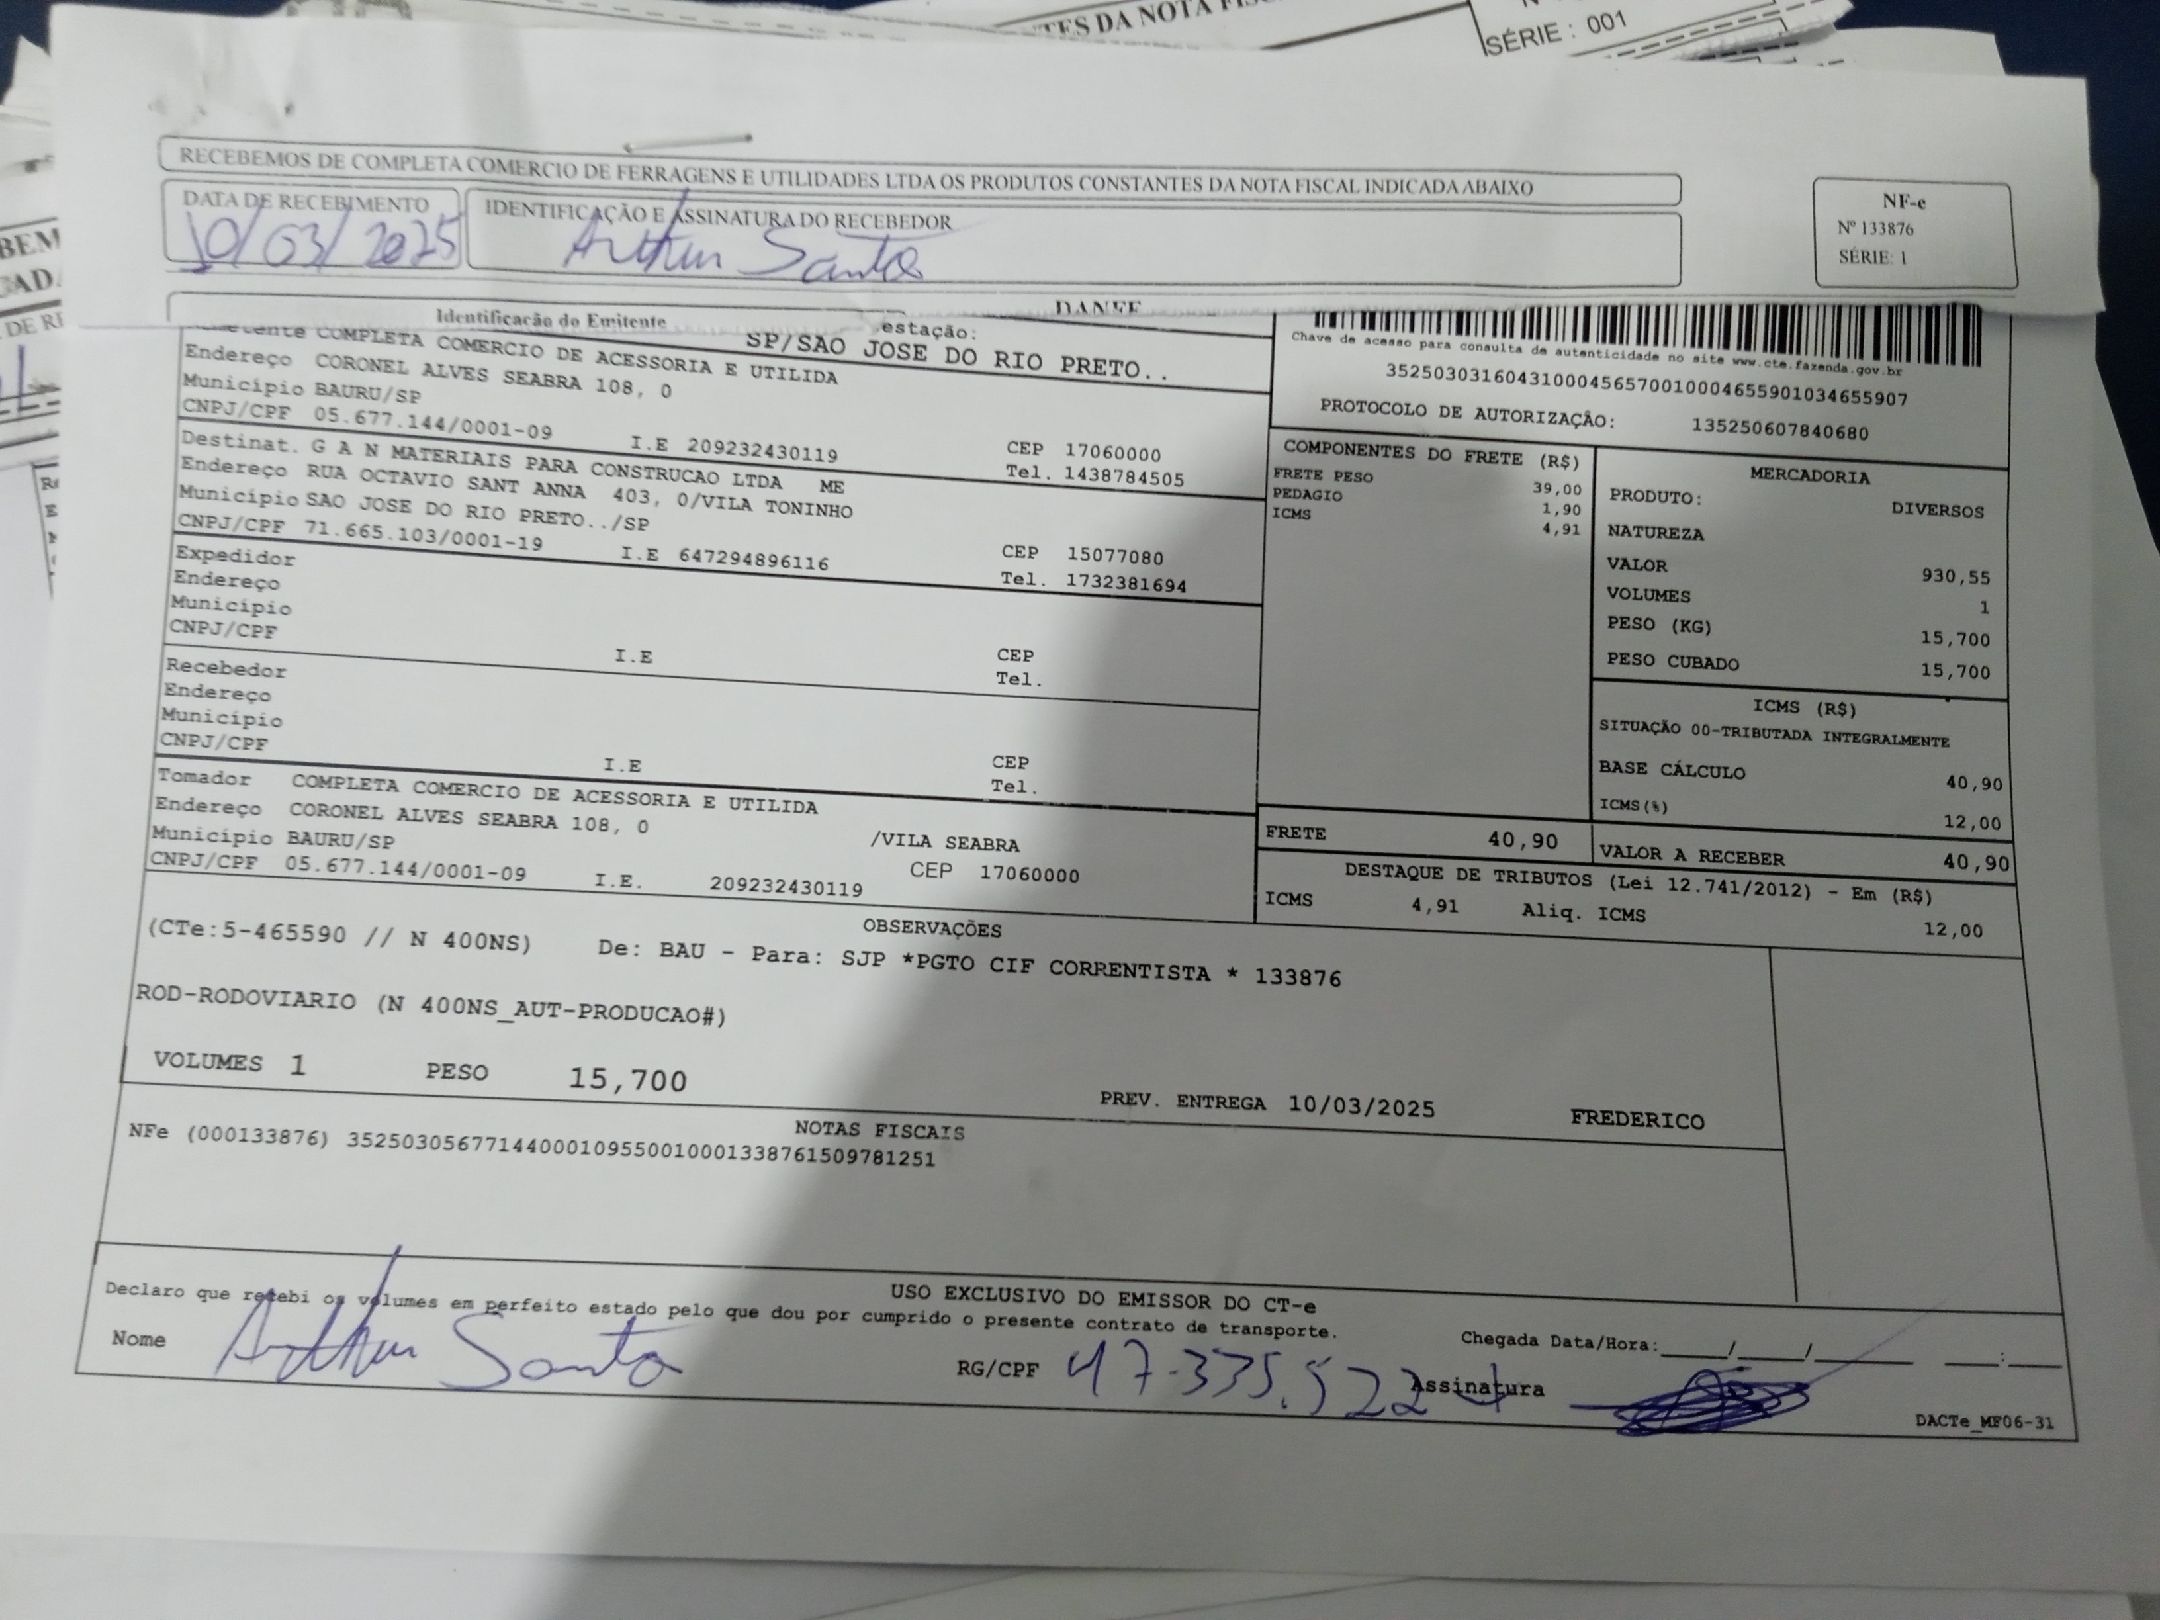 TES DA NOTA
SÉRIE: 001
RECEBEMOS DE COMPLETA COMERCIO DE FERRAGENS E UTILIDADES LTDA OS PRODUTOS CONSTANTES DA NOTA FISCAL INDICADA ABAIXO
DATA DE RECEBIMENTO
10/03/2025
IDENTIFICAÇÃO E ASSINATURA DO RECEBEDOR
Arthur Santos
NF-e
Nº 133876
SÉRIE: 1
Identificação do Emitente
DANFE
estação:
SP/SAO JOSE DO RIO PRETO..
COMPLETA COMERCIO DE ACESSORIA E UTILIDA
Endereço CORONEL ALVES SEABRA 108, 0
Município BAURU/SP CEP 17060000
CNPJ/CPF 05.677.144/0001-09 I.E 209232430119 Tel. 1438784505
Destinat. G A N MATERIAIS PARA CONSTRUCAO LTDA ME
Endereço RUA OCTAVIO SANT ANNA 403, 0/VILA TONINHO
Município SAO JOSE DO RIO PRETO../SP CEP 15077080
CNPJ/CPF 71.665.103/0001-19 I.E 647294896116 Tel. 1732381694
Expedidor
Endereço
Município CEP
CNPJ/CPF I.E Tel.
Recebedor
Endereço
Município CEP
CNPJ/CPF I.E Tel.
Tomador COMPLETA COMERCIO DE ACESSORIA E UTILIDA
Endereço CORONEL ALVES SEABRA 108, 0 /VILA SEABRA
Município BAURU/SP CEP 17060000
CNPJ/CPF 05.677.144/0001-09 I.E. 209232430119
Chave de acesso para consulta de autenticidade no site www.cte.fazenda.gov.br
35250303160431000456570010004655901034655907
PROTOCOLO DE AUTORIZAÇÂO: 135250607840680
COMPONENTES DO FRETE (R$)
FRETE PESO 39,00
PEDAGIO 1,90
ICMS 4,91
MERCADORIA
PRODUTO: DIVERSOS
NATUREZA
VALOR 930,55
VOLUMES 1
PESO (KG) 15,700
PESO CUBADO 15,700
ICMS (R$)
SITUAÇÃO 00-TRIBUTADA INTEGRALMENTE
BASE CÁLCULO 40,90
ICMS(%) 12,00
FRETE 40,90
VALOR A RECEBER 40,90
DESTAQUE DE TRIBUTOS (Lei 12.741/2012) - Em (R$)
ICMS 4,91 Aliq. ICMS 12,00
OBSERVAÇÕES
(CTe:5-465590 // N 400NS) De: BAU - Para: SJP *PGTO CIF CORRENTISTA * 133876
ROD-RODOVIARIO (N 400NS_AUT-PRODUCAO#)
VOLUMES 1 PESO 15,700 PREV. ENTREGA 10/03/2025 FREDERICO
NOTAS FISCAIS
NFe (000133876) 35250305677144000109550010001338761509781251
USO EXCLUSIVO DO EMISSOR DO CT-e
Declaro que recebi os volumes em perfeito estado pelo que dou por cumprido o presente contrato de transporte.
Chegada Data/Hora:_____/_____/_______ ____:____
Nome Arthur Santos RG/CPF 47.335.522 Assinatura
DACTe_MF06-31